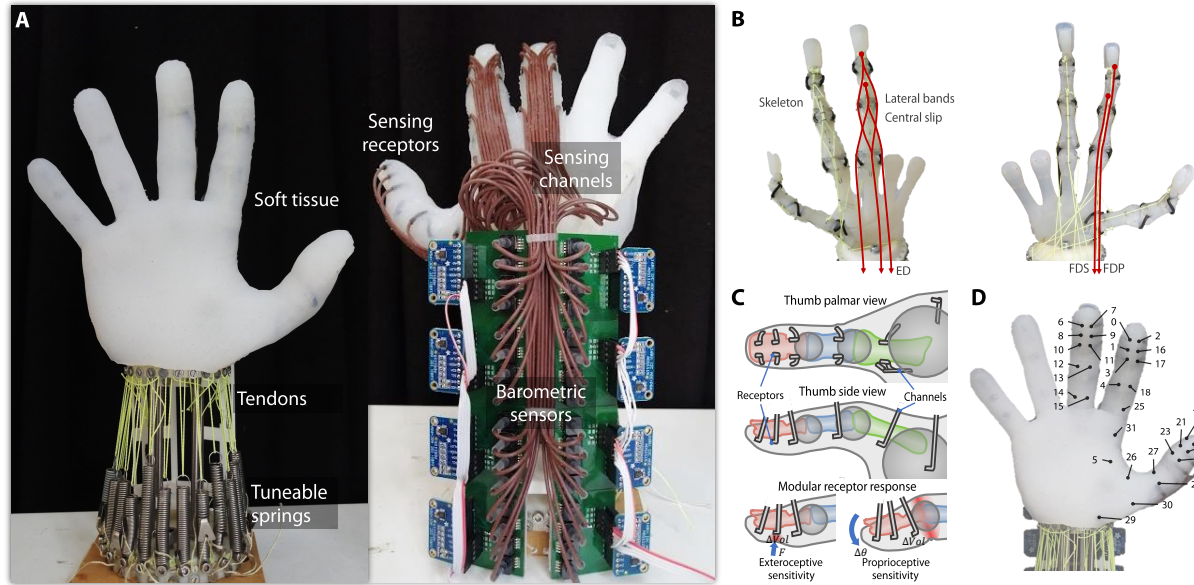 A
Sensing
receptors
Sensing
channels
Soft tissue
Barometric
sensors
Tendons
Tuneable
springs
B
Skeleton
Lateral bands
Central slip
ED
FDS
FDP
C
Thumb palmar view
Receptors
Thumb side view
Channels
Modular receptor response
ΔVol
F
Exteroceptive
sensitivity
Δθ
ΔVol
Proprioceptive
sensitivity
D
7
6
0
8
9
2
10
1
16
11
17
12
3
13
4
18
14
15
25
31
23
21
5
26
27
30
29